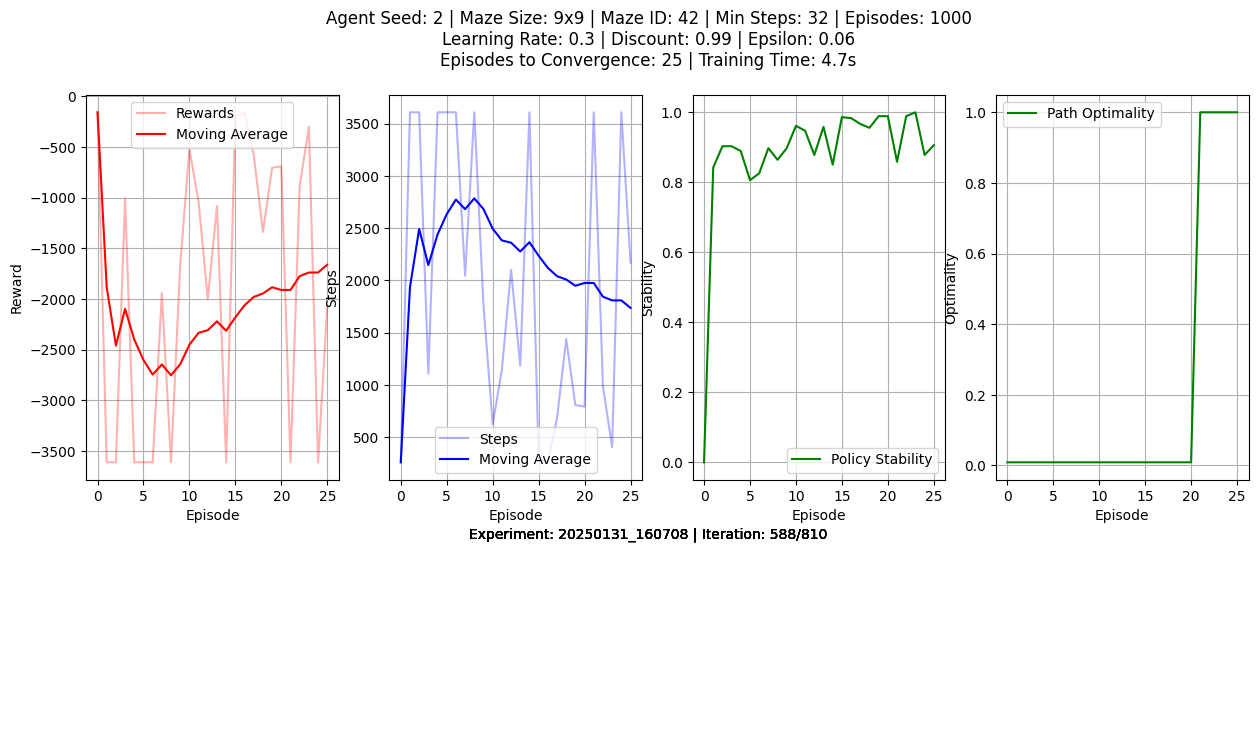 Agent Seed: 2 | Maze Size: 9x9 | Maze ID: 42 | Min Steps: 32 | Episodes: 1000
Learning Rate: 0.3 | Discount: 0.99 | Epsilon: 0.06
Episodes to Convergence: 25 | Training Time: 4.7s
Reward
0
−500
−1000
−1500
−2000
−2500
−3000
−3500
Rewards
Moving Average
0 5 10 15 20 25
Episode
Steps
3500
3000
2500
2000
1500
1000
500
Steps
Moving Average
0 5 10 15 20 25
Episode
Stability
1.0
0.8
0.6
0.4
0.2
0.0
Policy Stability
0 5 10 15 20 25
Episode
Optimality
1.0
0.8
0.6
0.4
0.2
0.0
Path Optimality
0 5 10 15 20 25
Episode
Experiment: 20250131_160708 | Iteration: 588/810